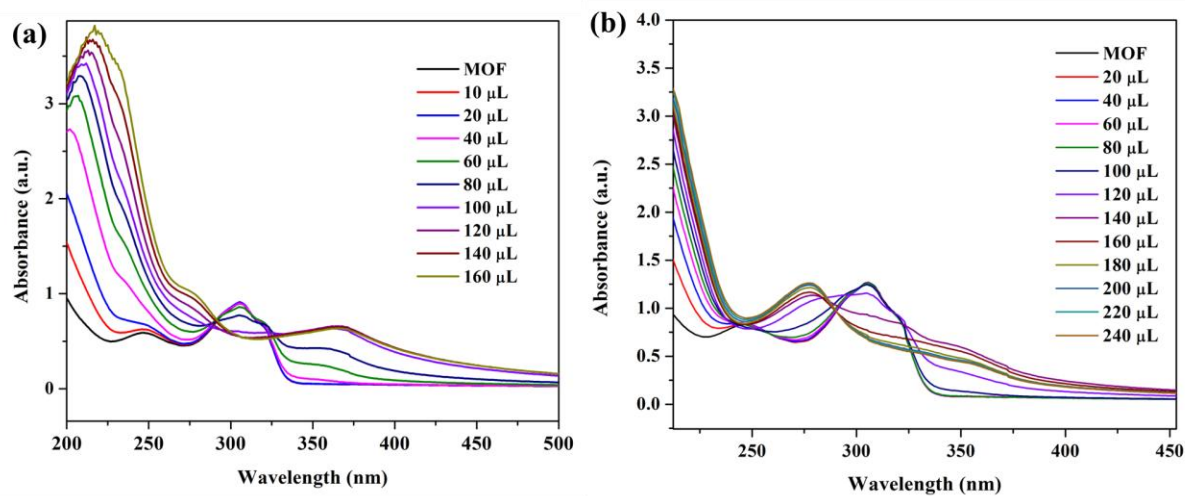 (a)
MOF
10 µL
20 µL
40 µL
60 µL
80 µL
100 µL
120 µL
140 µL
160 µL
Absorbance (a.u.)
3
2
1
0
200
250
300
350
400
450
500
Wavelength (nm)
(b)
MOF
20 µL
40 µL
60 µL
80 µL
100 µL
120 µL
140 µL
160 µL
180 µL
200 µL
220 µL
240 µL
Absorbance (a.u.)
4.0
3.5
3.0
2.5
2.0
1.5
1.0
0.5
0.0
250
300
350
400
450
Wavelength (nm)